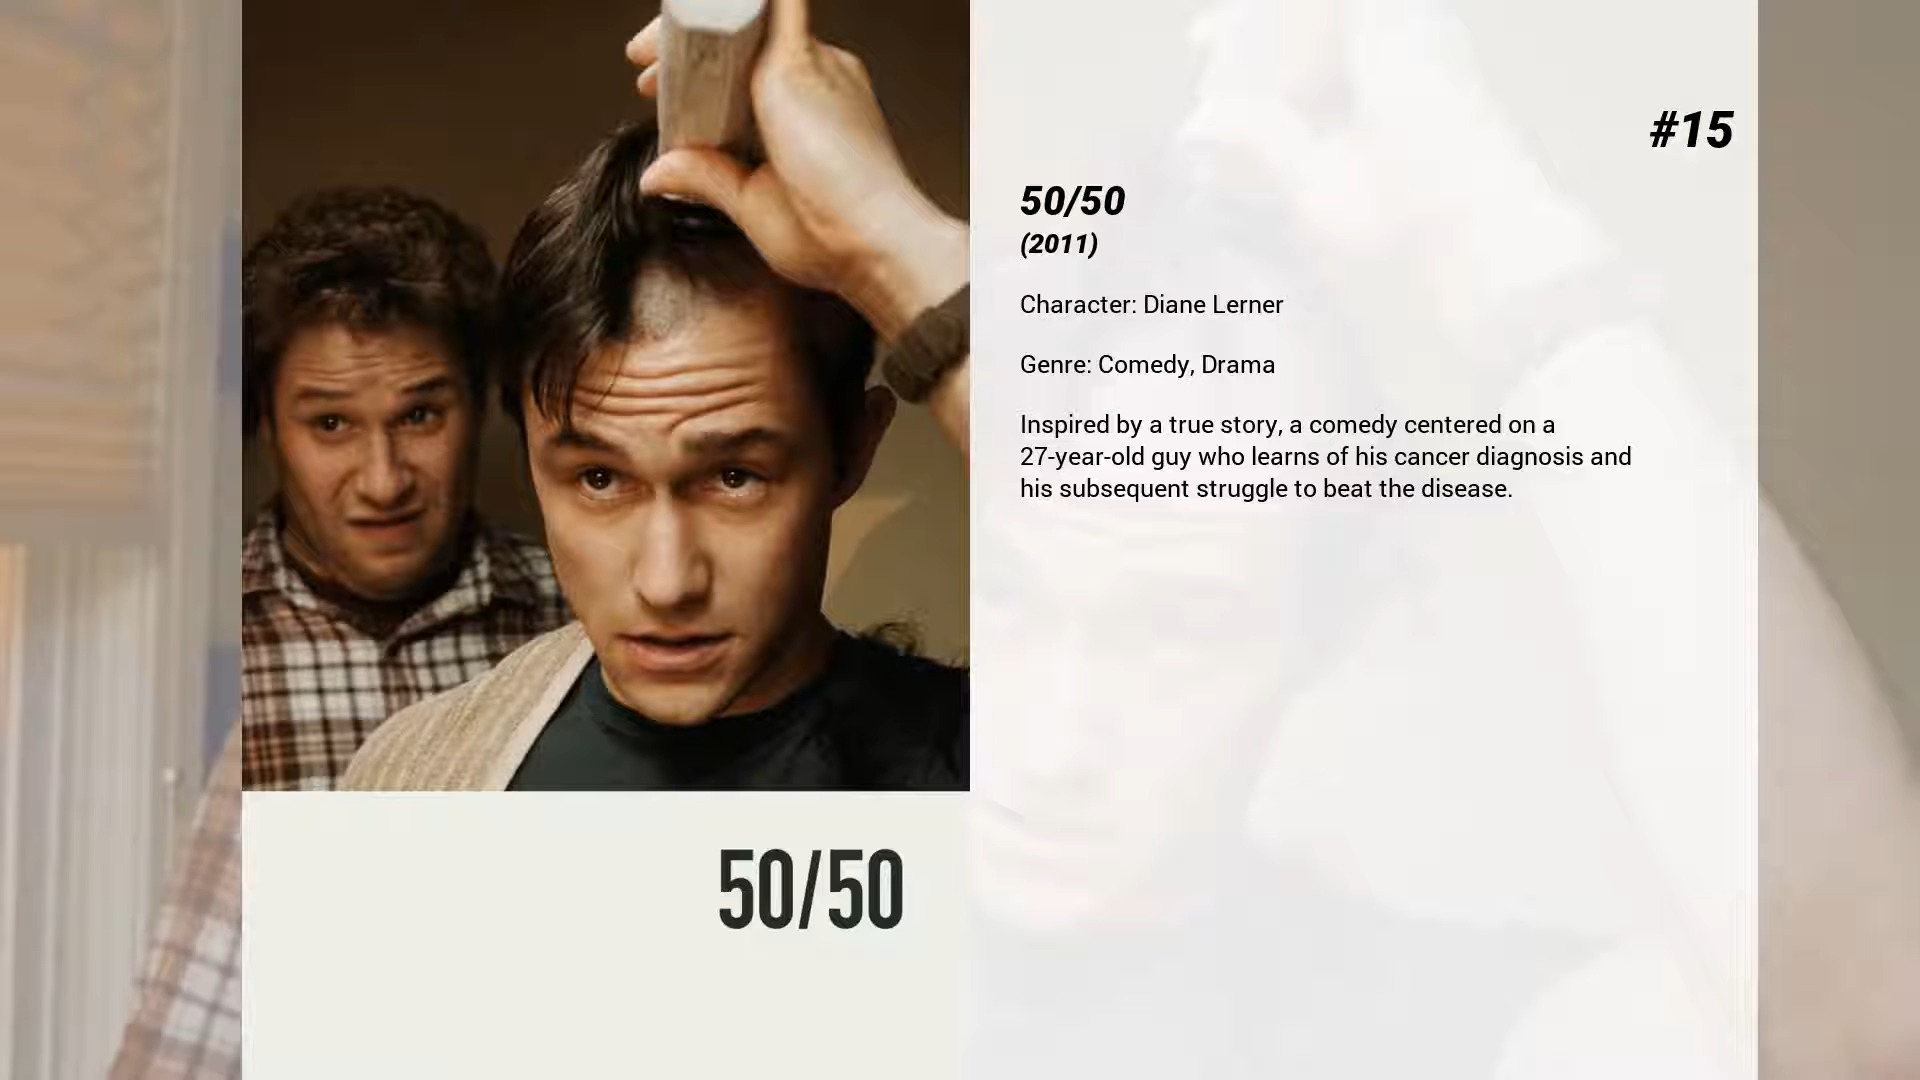 #15
50/50
(2011)
Character: Diane Lerner
Genre: Comedy, Drama
Inspired by a true story, a comedy centered on a
27-year-old guy who learns of his cancer diagnosis and
his subsequent struggle to beat the disease.
50/50